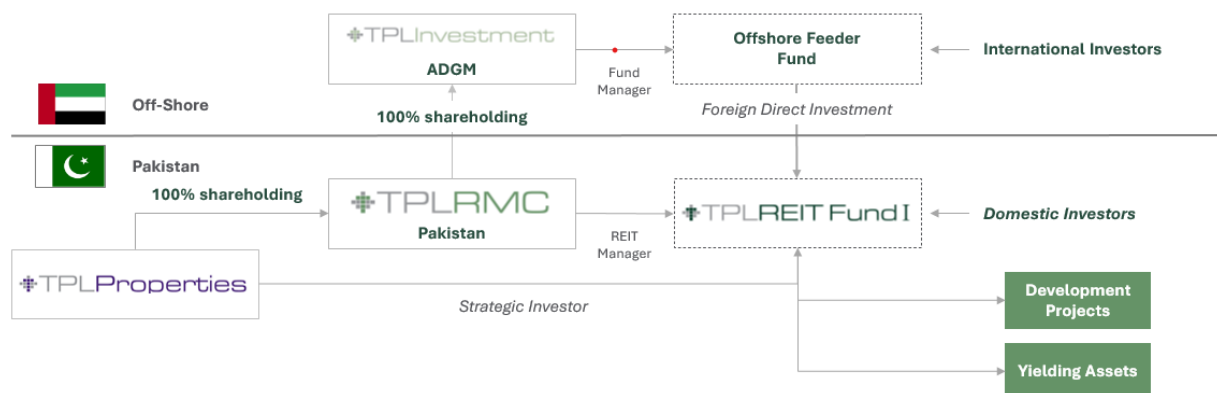 TPLInvestment
ADGM
Offshore Feeder
Fund
International Investors
Fund
Manager
Off-Shore
100% shareholding
Foreign Direct Investment
Pakistan
100% shareholding
TPLRMC
Pakistan
TPLREIT Fund I
Domestic Investors
REIT
Manager
TPLProperties
Strategic Investor
Development
Projects
Yielding Assets